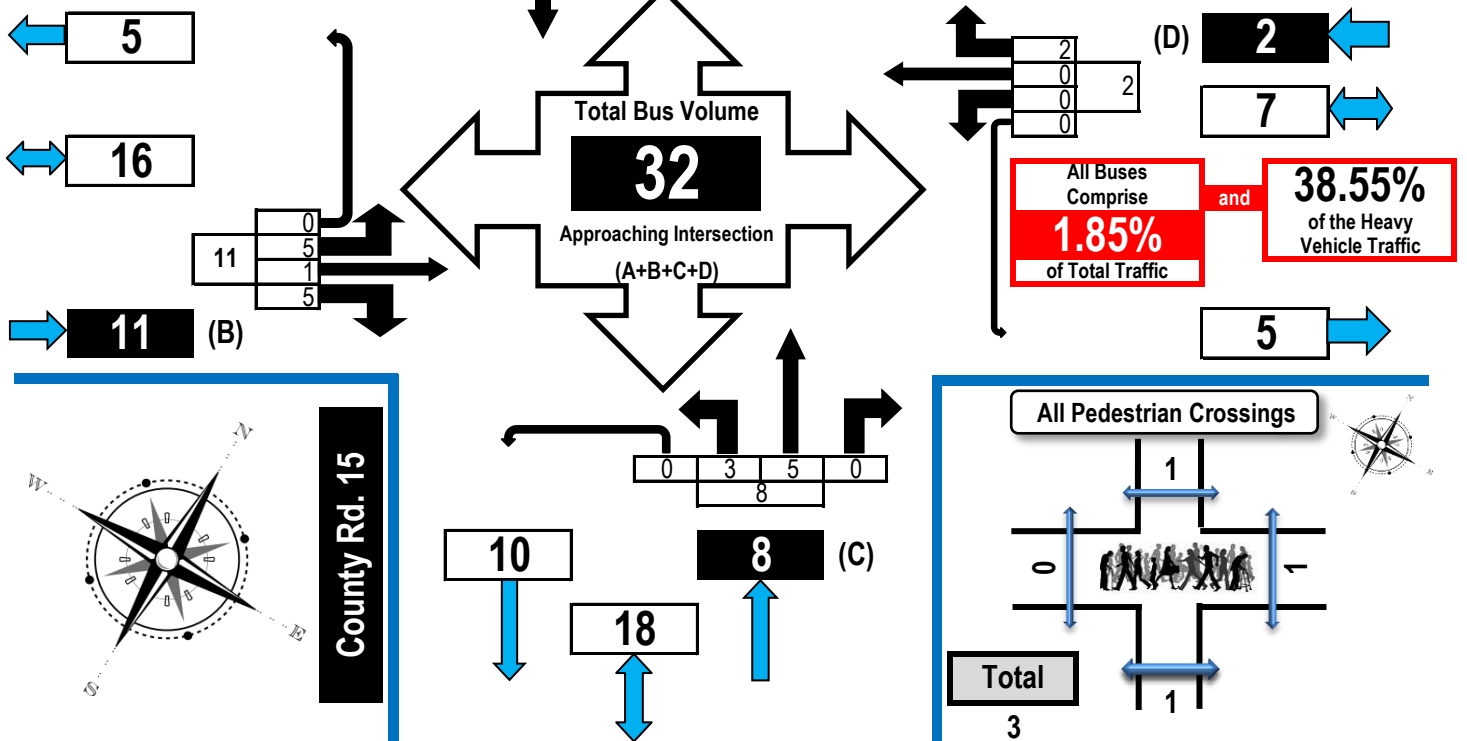 5
16
0
5
1
5
11
11 (B)
Total Bus Volume
32
Approaching Intersection
(A+B+C+D)
2
0
0
0
2
(D) 2
7
All Buses
Comprise
1.85%
of Total Traffic
and
38.55%
of the Heavy
Vehicle Traffic
5
N
W
E
S
County Rd. 15
0 3 5 0
8
10
8 (C)
18
All Pedestrian Crossings
N
W
E
S
1
0
1
1
Total
3